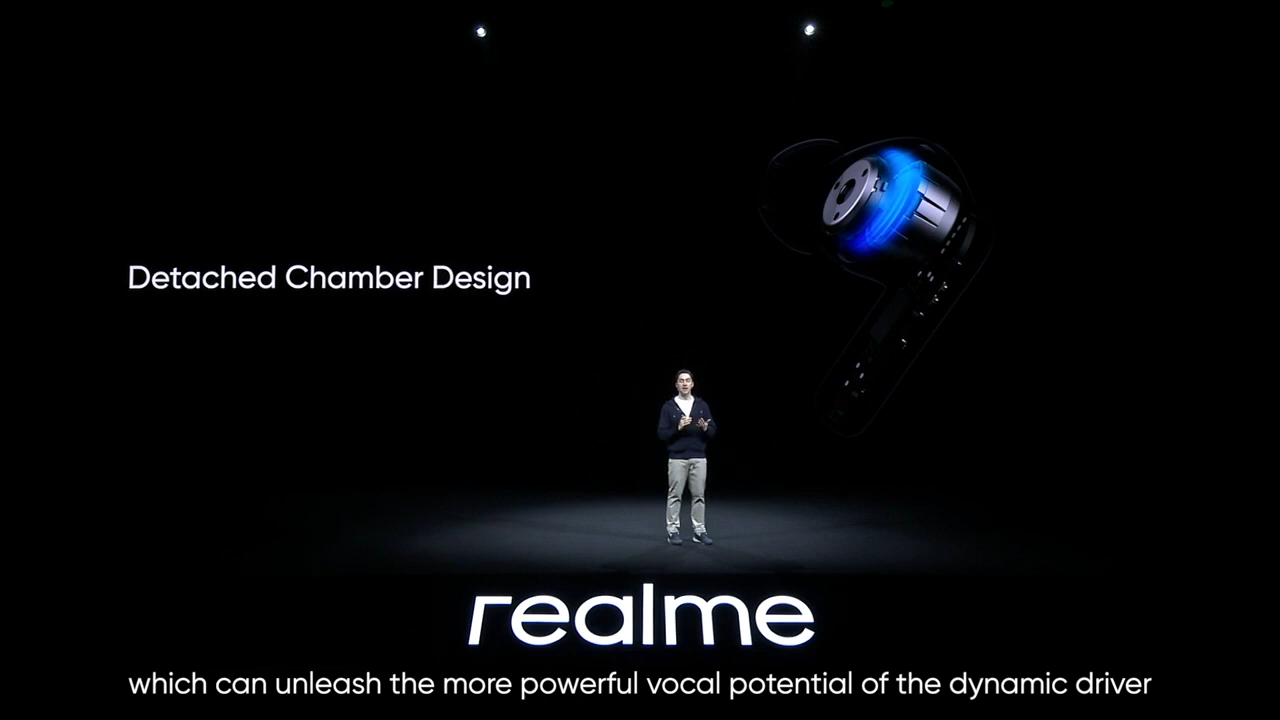 Detached Chamber Design
realme
which can unleash the more powerful vocal potential of the dynamic driver